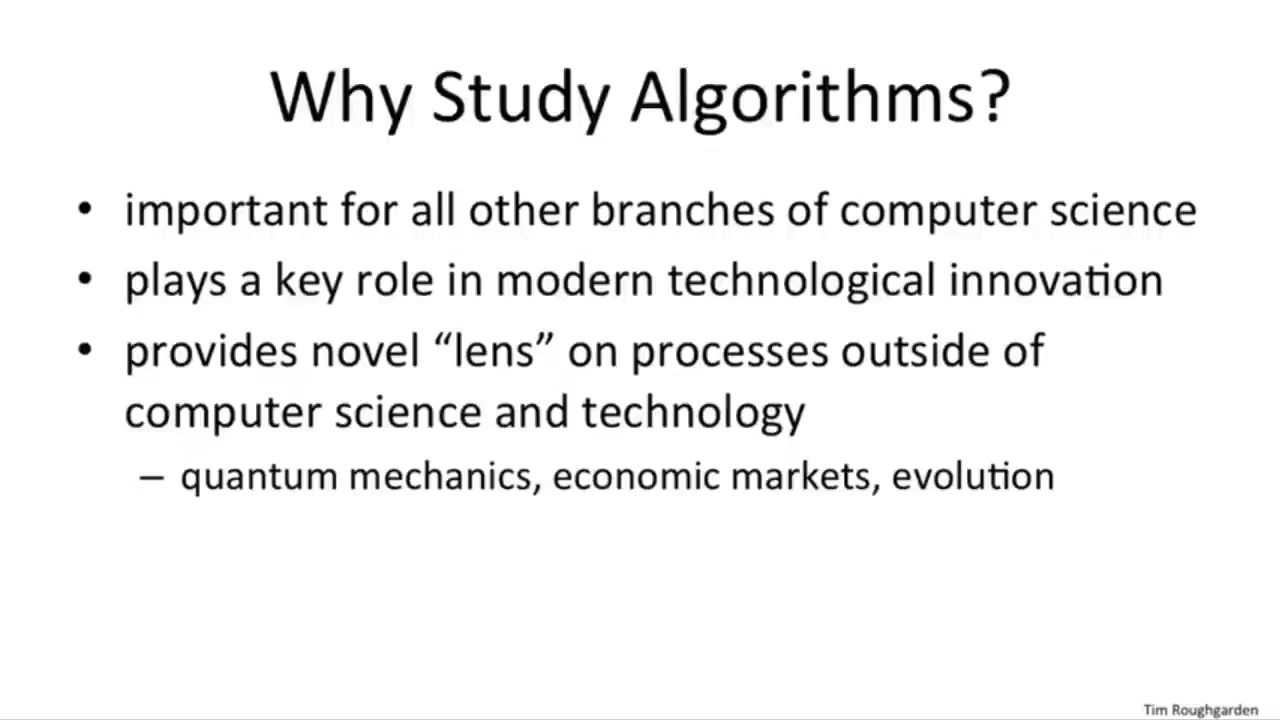 Why Study Algorithms?
• important for all other branches of computer science
• plays a key role in modern technological innovation
• provides novel “lens” on processes outside of
computer science and technology
– quantum mechanics, economic markets, evolution
Tim Roughgarden